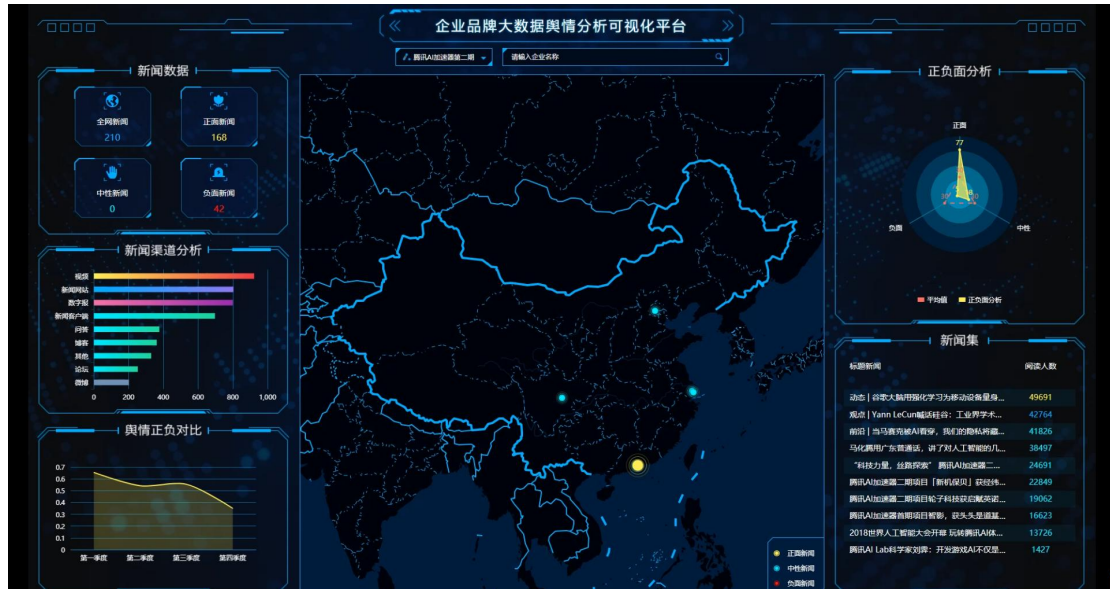 企业品牌大数据舆情分析可视化平台
腾讯AI加速器第二期
请输入企业名称
新闻数据
全网新闻
210
正面新闻
168
中性新闻
0
负面新闻
42
新闻渠道分析
视频
新闻网站
数字报
新闻客户端
问答
博客
其他
论坛
微博
0 200 400 600 800 1,000
舆情正负对比
0.7
0.6
0.5
0.4
0.3
0.2
0.1
0
第一季度 第二季度 第三季度 第四季度
正面新闻
中性新闻
负面新闻
正负面分析
正面
77
负面
中性
平均值 正负面分析
新闻集
标题新闻 阅读人数
动态 | 谷歌大脑用强化学习为移动设备量身... 49691
观点 | Yann LeCun喊话硅谷：工业界学术... 42764
前沿 | 当马赛克被AI看穿，我们的隐私将赢... 41826
马化腾用广东普通话，讲了对人工智能的几... 38497
“科技力量，丝路探索” 腾讯AI加速器二... 24691
腾讯AI加速器二期项目「新机保贝」获经纬... 22849
腾讯AI加速器二期项目轮子科技获启赋英诺... 19062
腾讯AI加速器首期项目智影，获头头是道基... 16623
2018世界人工智能大会开幕 玩转腾讯AI体... 13726
腾讯AI Lab科学家刘霁：开发游戏AI不仅是... 1427